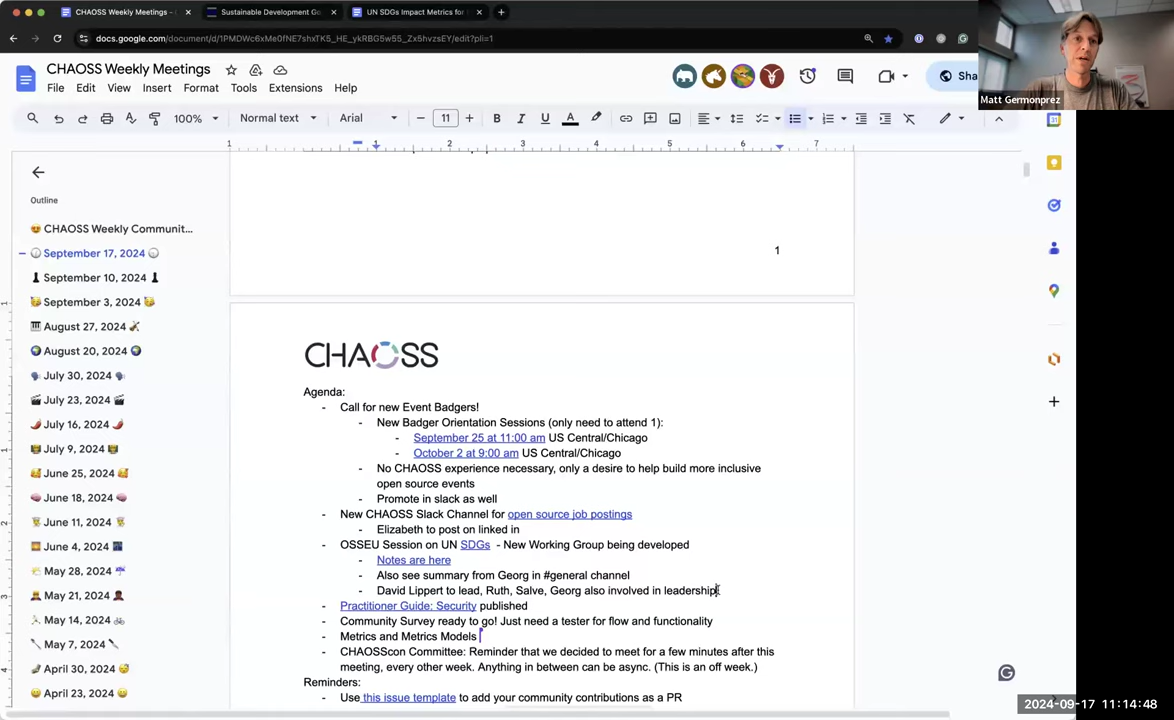 CHAOSS Weekly Meetings -
Sustainable Development Go
UN SDGs Impact Metrics for
docs.google.com/document/d/1PMDWc6xMe0fNE7shxTK5_HE_ykRBG5w55_Zx5hvzsEY/edit?pli=1
CHAOSS Weekly Meetings
Sha
File Edit View Insert Format Tools Extensions Help
Matt Germonprez
100% Normal text Arial 11 B I U A
1 1 2 3 4 5 6 7
Outline
CHAOSS Weekly Communit...
September 17, 2024
September 10, 2024
September 3, 2024
August 27, 2024
August 20, 2024
July 30, 2024
July 23, 2024
July 16, 2024
July 9, 2024
June 25, 2024
June 18, 2024
June 11, 2024
June 4, 2024
May 28, 2024
May 21, 2024
May 14, 2024
May 7, 2024
April 30, 2024
April 23, 2024
1
CHAOSS
Agenda:
- Call for new Event Badgers!
- New Badger Orientation Sessions (only need to attend 1):
- September 25 at 11:00 am US Central/Chicago
- October 2 at 9:00 am US Central/Chicago
- No CHAOSS experience necessary, only a desire to help build more inclusive
open source events
- Promote in slack as well
- New CHAOSS Slack Channel for open source job postings
- Elizabeth to post on linked in
- OSSEU Session on UN SDGs - New Working Group being developed
- Notes are here
- Also see summary from Georg in #general channel
- David Lippert to lead, Ruth, Salve, Georg also involved in leadership
- Practitioner Guide: Security published
- Community Survey ready to go! Just need a tester for flow and functionality
- Metrics and Metrics Models
- CHAOSScon Committee: Reminder that we decided to meet for a few minutes after this
meeting, every other week. Anything in between can be async. (This is an off week.)
Reminders:
- Use this issue template to add your community contributions as a PR
2024-09-17 11:14:48